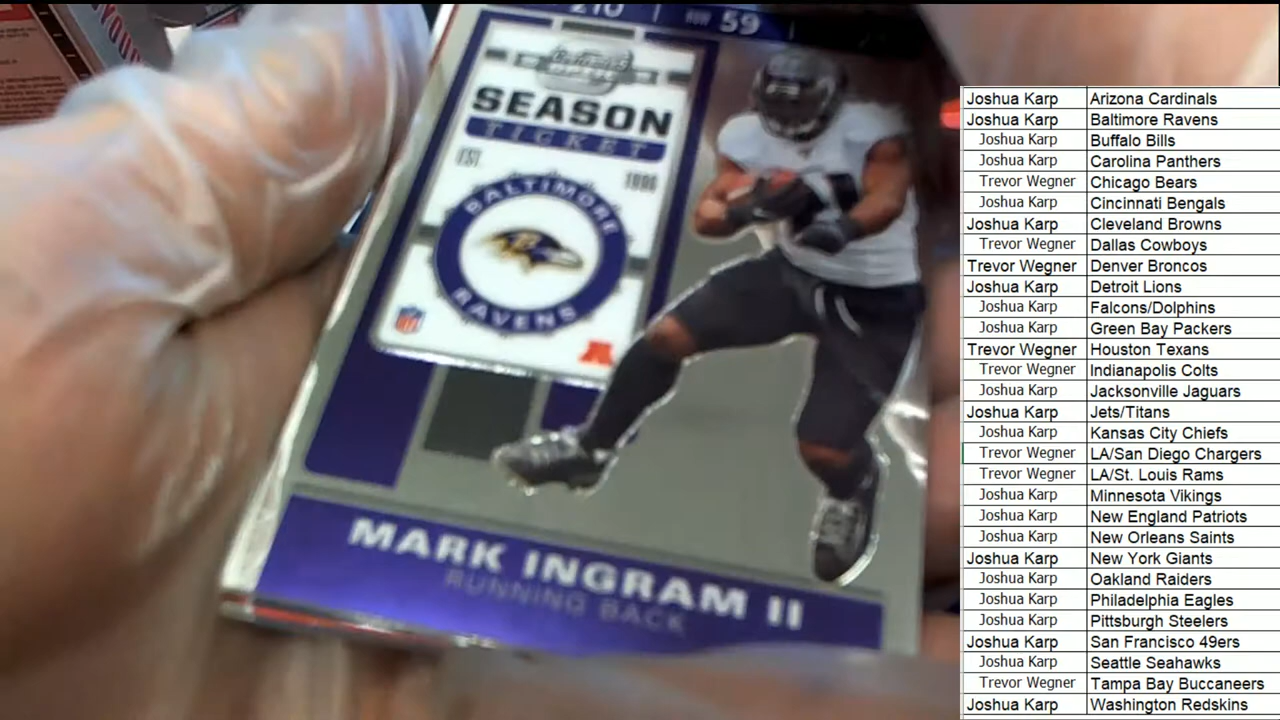 210 | ROW 59
Contenders
SEASON
TICKET
EST. 1996
BALTIMORE
RAVENS
NFL
MARK INGRAM II
RUNNING BACK
Joshua Karp Arizona Cardinals
Joshua Karp Baltimore Ravens
Joshua Karp Buffalo Bills
Joshua Karp Carolina Panthers
Trevor Wegner Chicago Bears
Joshua Karp Cincinnati Bengals
Joshua Karp Cleveland Browns
Trevor Wegner Dallas Cowboys
Trevor Wegner Denver Broncos
Joshua Karp Detroit Lions
Joshua Karp Falcons/Dolphins
Joshua Karp Green Bay Packers
Trevor Wegner Houston Texans
Trevor Wegner Indianapolis Colts
Joshua Karp Jacksonville Jaguars
Joshua Karp Jets/Titans
Joshua Karp Kansas City Chiefs
Trevor Wegner LA/San Diego Chargers
Trevor Wegner LA/St. Louis Rams
Joshua Karp Minnesota Vikings
Joshua Karp New England Patriots
Joshua Karp New Orleans Saints
Joshua Karp New York Giants
Joshua Karp Oakland Raiders
Joshua Karp Philadelphia Eagles
Joshua Karp Pittsburgh Steelers
Joshua Karp San Francisco 49ers
Joshua Karp Seattle Seahawks
Trevor Wegner Tampa Bay Buccaneers
Joshua Karp Washington Redskins